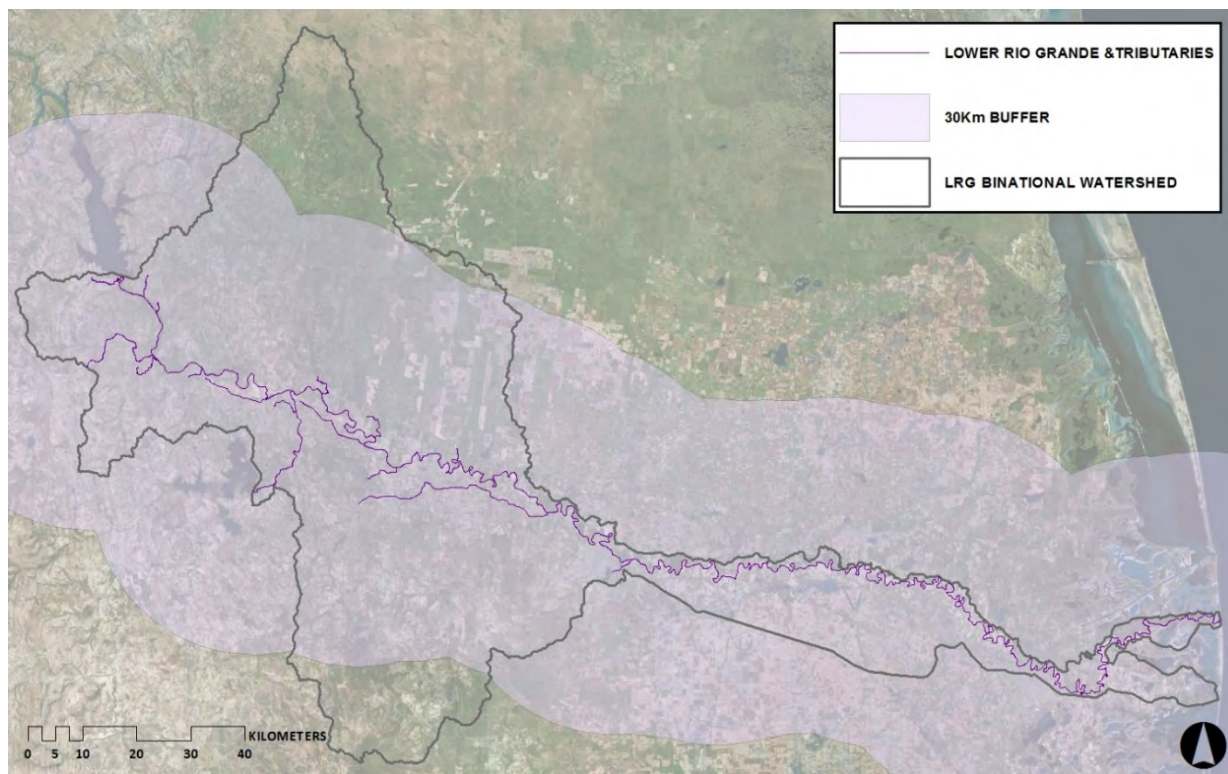 LOWER RIO GRANDE &TRIBUTARIES
30Km BUFFER
LRG BINATIONAL WATERSHED
KILOMETERS
0 5 10 20 30 40